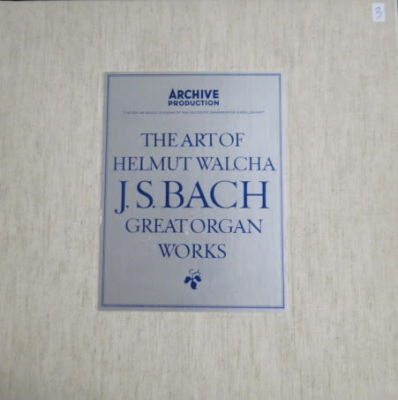 3
ARCHIVE
PRODUCTION
THE ART OF
HELMUT WALCHA
J. S. BACH
GREAT ORGAN
WORKS